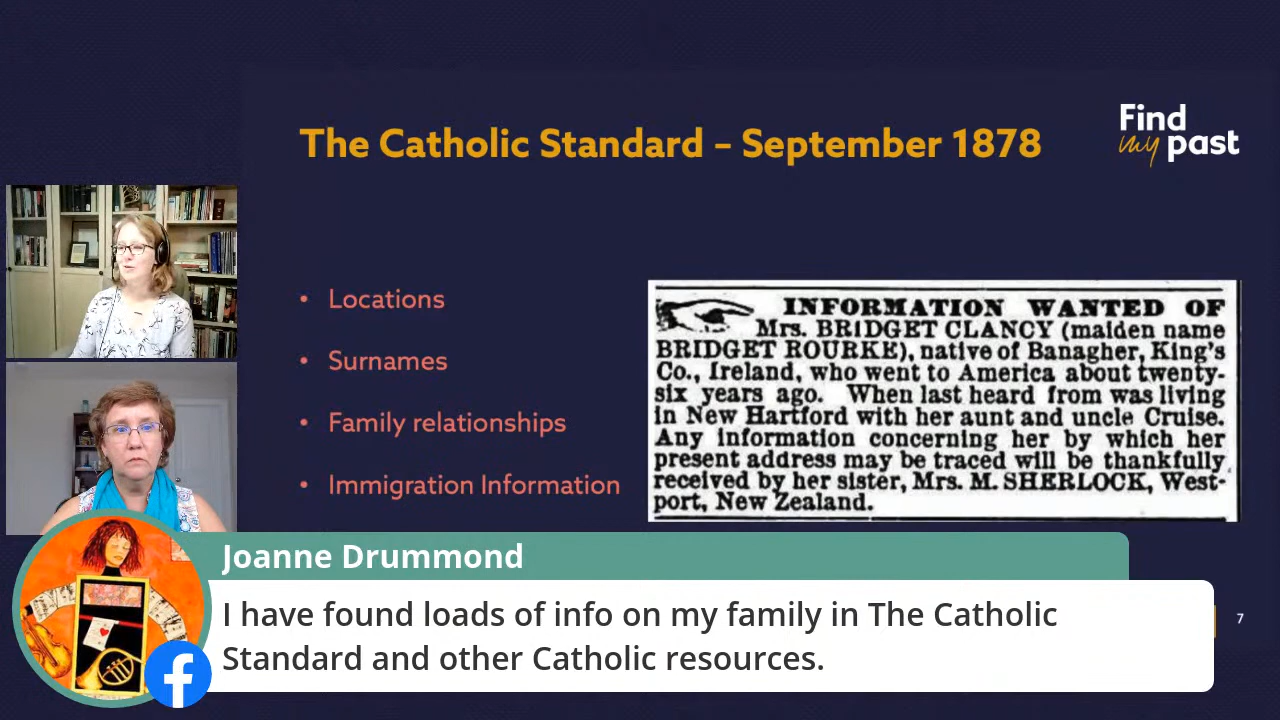 The Catholic Standard – September 1878
Find
my past
• Locations
• Surnames
• Family relationships
• Immigration Information
INFORMATION WANTED OF
Mrs. BRIDGET CLANCY (maiden name
BRIDGET ROURKE), native of Banagher, King's
Co., Ireland, who went to America about twenty-
six years ago. When last heard from was living
in New Hartford with her aunt and uncle Cruise.
Any information concerning her by which her
present address may be traced will be thankfully
received by her sister, Mrs. M. SHERLOCK, West-
port, New Zealand.
Joanne Drummond
I have found loads of info on my family in The Catholic
Standard and other Catholic resources.
7